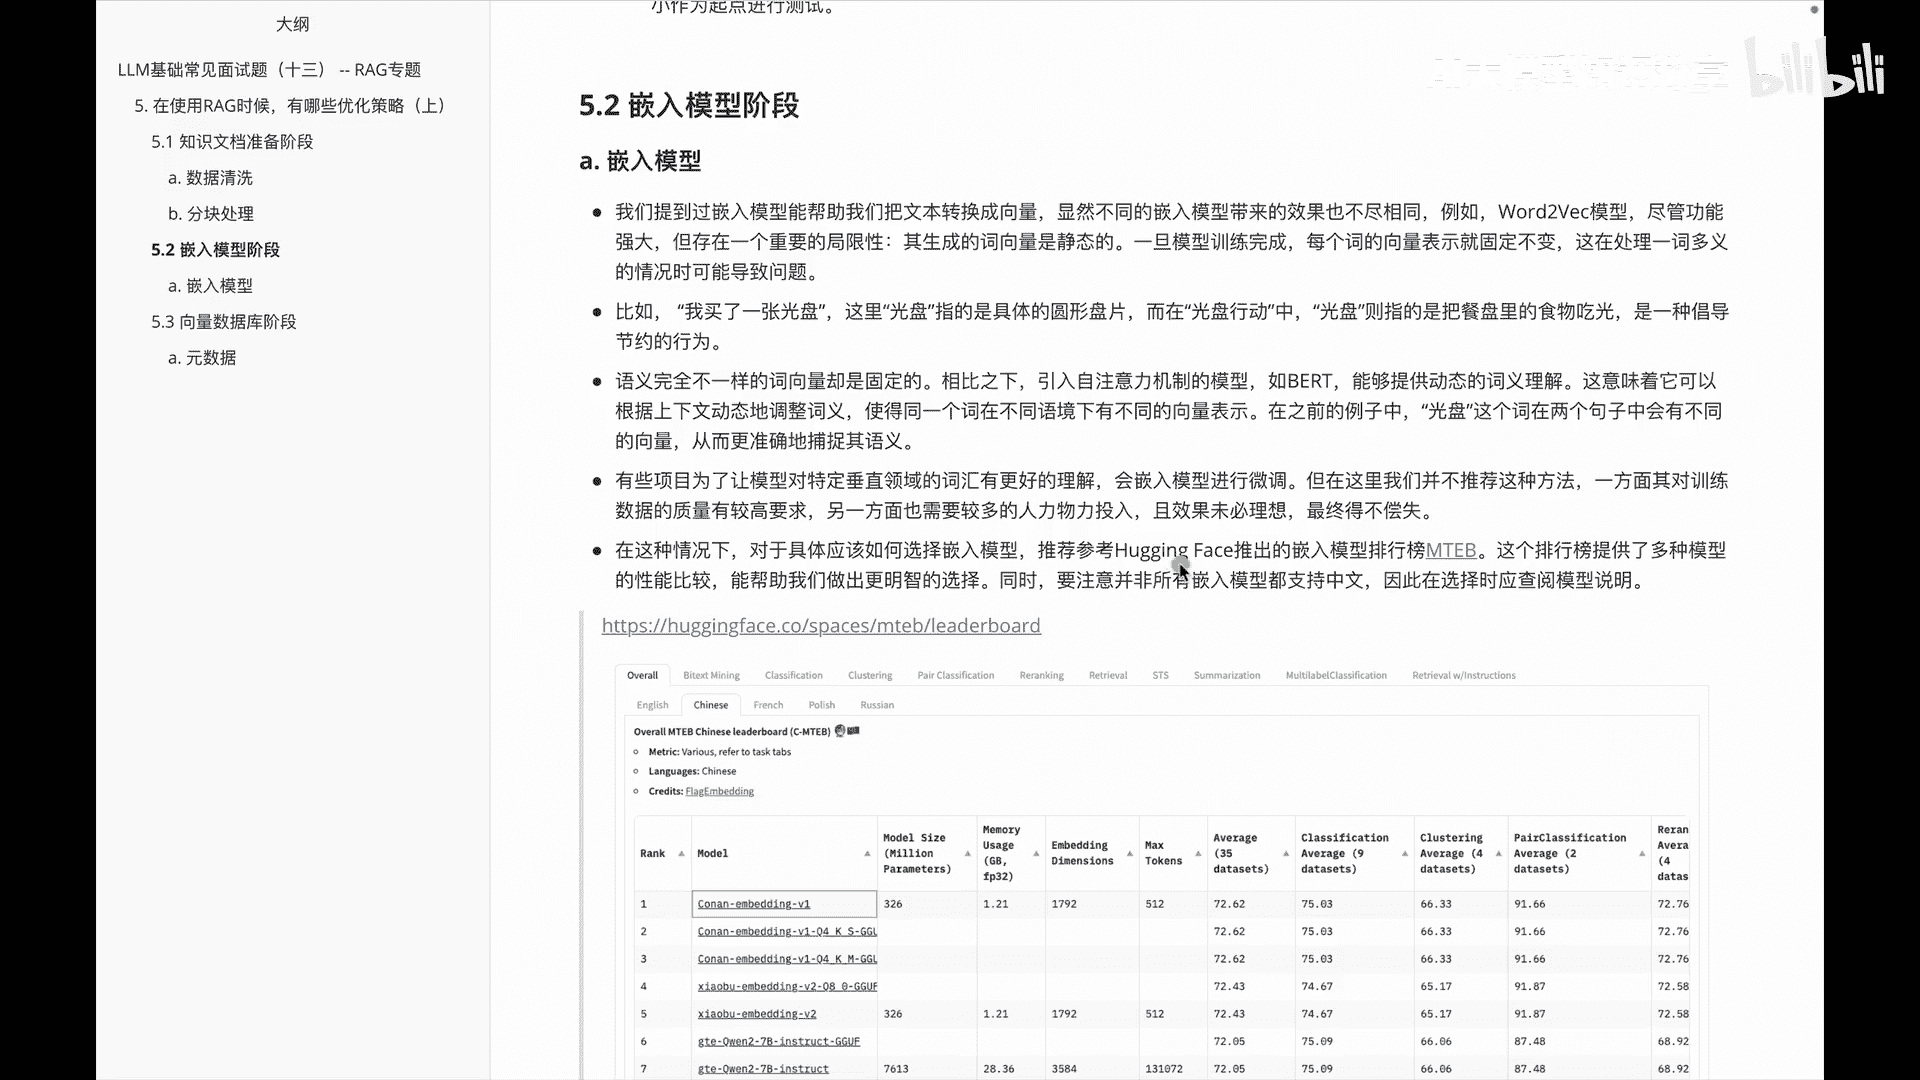 大纲
LLM基础常见面试题（十三） -- RAG专题
5. 在使用RAG时候，有哪些优化策略（上）
5.1 知识文档准备阶段
a. 数据清洗
b. 分块处理
5.2 嵌入模型阶段
a. 嵌入模型
5.3 向量数据库阶段
a. 元数据
小作为起点进行测试。
bilibili
5.2 嵌入模型阶段
a. 嵌入模型
我们提到过嵌入模型能帮助我们把文本转换成向量，显然不同的嵌入模型带来的效果也不尽相同，例如，Word2Vec模型，尽管功能
强大，但存在一个重要的局限性：其生成的词向量是静态的。一旦模型训练完成，每个词的向量表示就固定不变，这在处理一词多义
的情况时可能导致问题。
比如， “我买了一张光盘”，这里“光盘”指的是具体的圆形盘片，而在“光盘行动”中，“光盘”则指的是把餐盘里的食物吃光，是一种倡导
节约的行为。
语义完全不一样的词向量却是固定的。相比之下，引入自注意力机制的模型，如BERT，能够提供动态的词义理解。这意味着它可以
根据上下文动态地调整词义，使得同一个词在不同语境下有不同的向量表示。在之前的例子中，“光盘”这个词在两个句子中会有不同
的向量，从而更准确地捕捉其语义。
有些项目为了让模型对特定垂直领域的词汇有更好的理解，会嵌入模型进行微调。但在这里我们并不推荐这种方法，一方面其对训练
数据的质量有较高要求，另一方面也需要较多的人力物力投入，且效果未必理想，最终得不偿失。
在这种情况下，对于具体应该如何选择嵌入模型，推荐参考Hugging Face推出的嵌入模型排行榜MTEB。这个排行榜提供了多种模型
的性能比较，能帮助我们做出更明智的选择。同时，要注意并非所有嵌入模型都支持中文，因此在选择时应查阅模型说明。
https://huggingface.co/spaces/mteb/leaderboard
Overall Bitext Mining Classification Clustering Pair Classification Reranking Retrieval STS Summarization MultilabelClassification Retrieval w/Instructions
English Chinese French Polish Russian
Overall MTEB Chinese leaderboard (C-MTEB)
Metric: Various, refer to task tabs
Languages: Chinese
Credits: FlagEmbedding
Rank Model Model Size (Million Parameters) Memory Usage (GB, fp32) Embedding Dimensions Max Tokens Average (35 datasets) Classification Average (9 datasets) Clustering Average (4 datasets) PairClassification Average (2 datasets) Reran Avera (4 datas
1 Conan-embedding-v1 326 1.21 1792 512 72.62 75.03 66.33 91.66 72.76
2 Conan-embedding-v1-Q4_K_S-GGU 72.62 75.03 66.33 91.66 72.76
3 Conan-embedding-v1-Q4_K_M-GGU 72.62 75.03 66.33 91.66 72.76
4 xiaobu-embedding-v2-Q8_0-GGUF 72.43 74.67 65.17 91.87 72.58
5 xiaobu-embedding-v2 326 1.21 1792 512 72.43 74.67 65.17 91.87 72.58
6 gte-Qwen2-7B-instruct-GGUF 72.05 75.09 66.06 87.48 68.92
7 gte-Qwen2-7B-instruct 7613 28.36 3584 131072 72.05 75.09 66.06 87.48 68.92